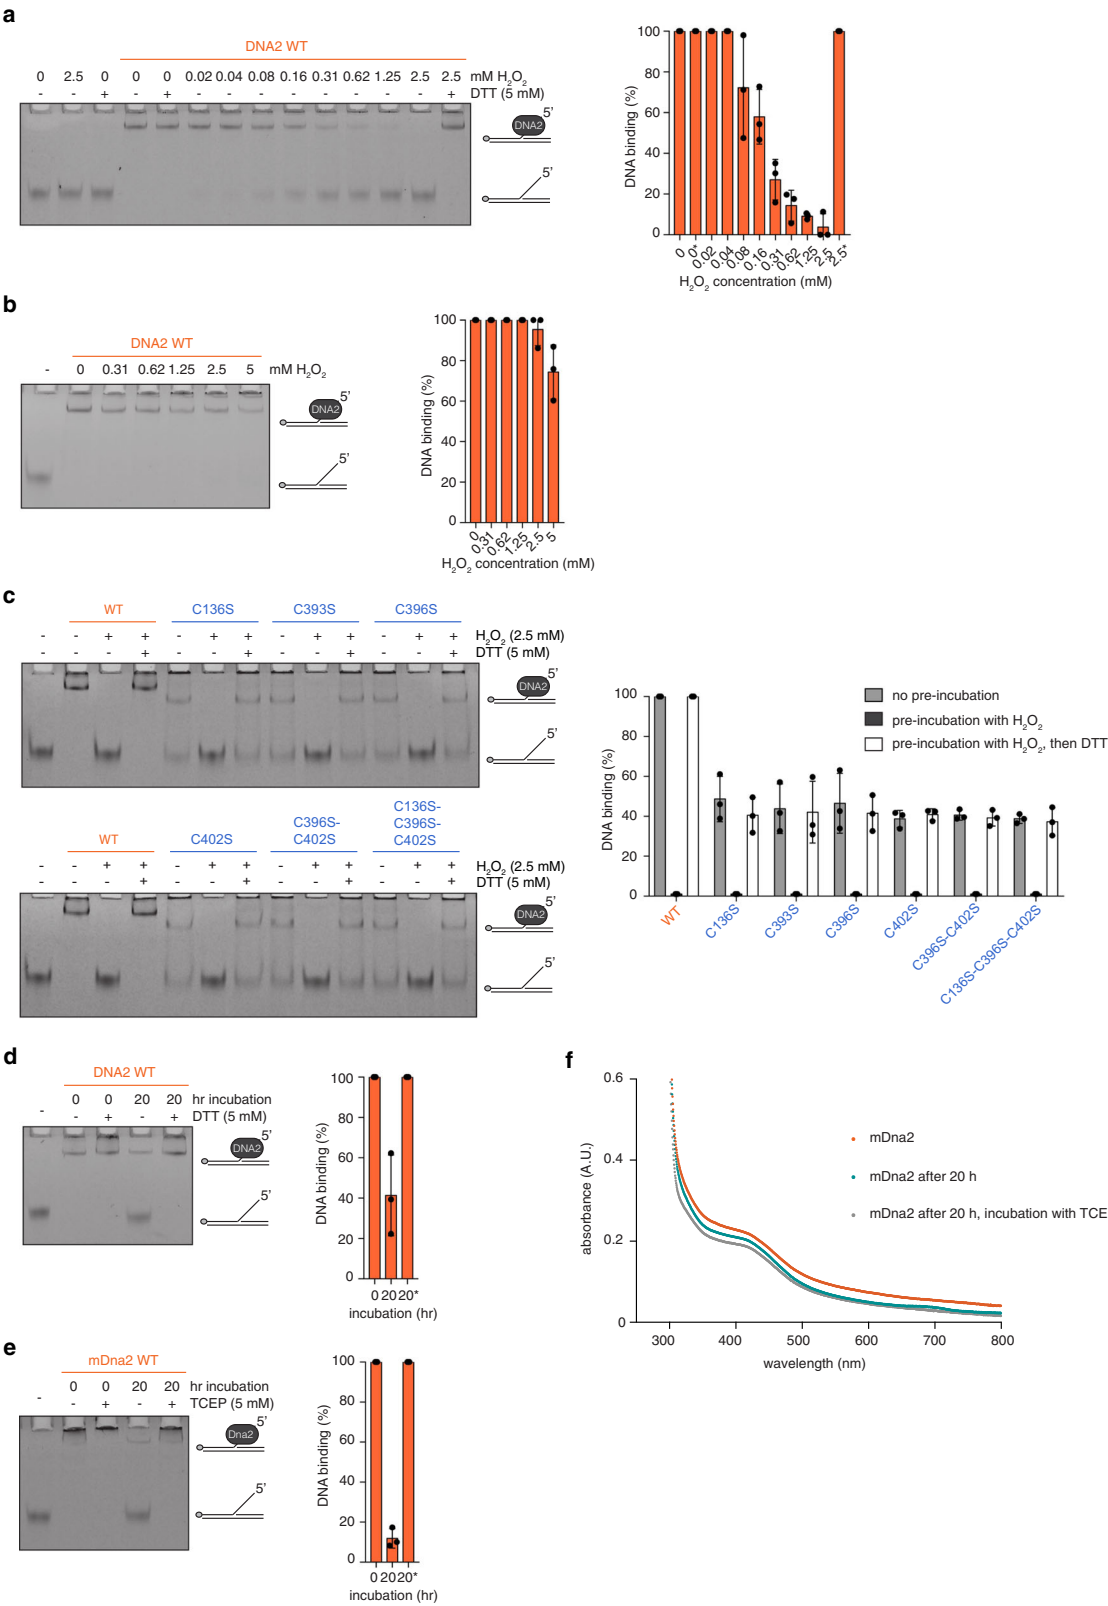 a
DNA2 WT
0 2.5 0 0 0 0.02 0.04 0.08 0.16 0.31 0.62 1.25 2.5 2.5 mM H₂O₂
- - + - + - - - - - - - - - + DTT (5 mM)
5'
DNA2
5'
DNA binding (%)
100
80
60
40
20
0
0 0* 0.02 0.04 0.08 0.16 0.31 0.62 1.25 2.5 2.5*
H₂O₂ concentration (mM)
b
DNA2 WT
- 0 0.31 0.62 1.25 2.5 5 mM H₂O₂
5'
DNA2
5'
DNA binding (%)
100
80
60
40
20
0
0 0.31 0.62 1.25 2.5 5
H₂O₂ concentration (mM)
c
WT C136S C393S C396S
- - + + - + + - + + - + + H₂O₂ (2.5 mM)
- - - + - - + - - + - - + DTT (5 mM)
5'
DNA2
5'
WT C402S C396S-C402S C136S-C396S-C402S
- - + + - + + - + + - + + H₂O₂ (2.5 mM)
- - - + - - + - - + - - + DTT (5 mM)
5'
DNA2
5'
DNA binding (%)
100
80
60
40
20
0
no pre-incubation
pre-incubation with H₂O₂
pre-incubation with H₂O₂, then DTT
WT C136S C393S C396S C402S C396S-C402S C136S-C396S-C402S
d
DNA2 WT
0 0 20 20 hr incubation
- - + - + DTT (5 mM)
5'
DNA2
5'
DNA binding (%)
100
80
60
40
20
0
0 20 20*
incubation (hr)
e
mDna2 WT
0 0 20 20 hr incubation
- - + - + TCEP (5 mM)
5'
Dna2
5'
DNA binding (%)
100
80
60
40
20
0
0 20 20*
incubation (hr)
f
absorbance (A.U.)
0.6
0.4
0.2
0
300 400 500 600 700 800
wavelength (nm)
mDna2
mDna2 after 20 h
mDna2 after 20 h, incubation with TCE